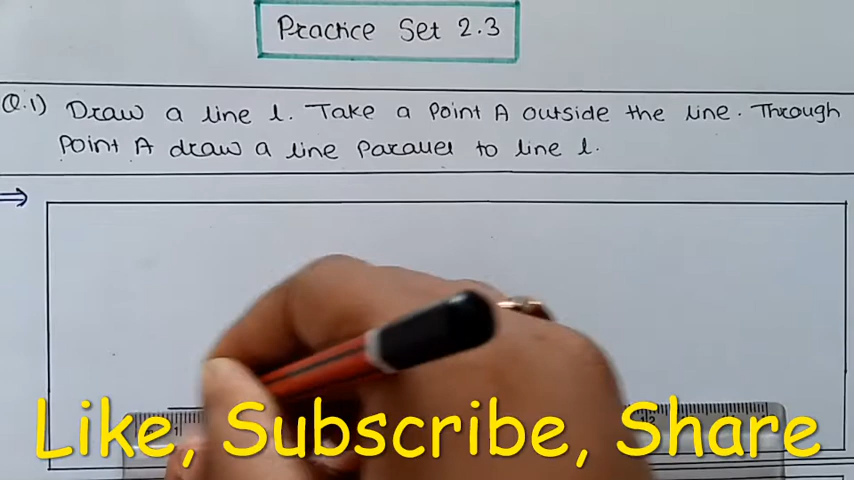 Practice Set 2.3
Q.1) Draw a line l. Take a point A outside the line. Through
point A draw a line parallel to line l.
⇒
Like, Subscribe, Share